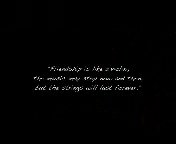 "Friendship is like a violin;
the music may stop now and then
but the strings will last forever."